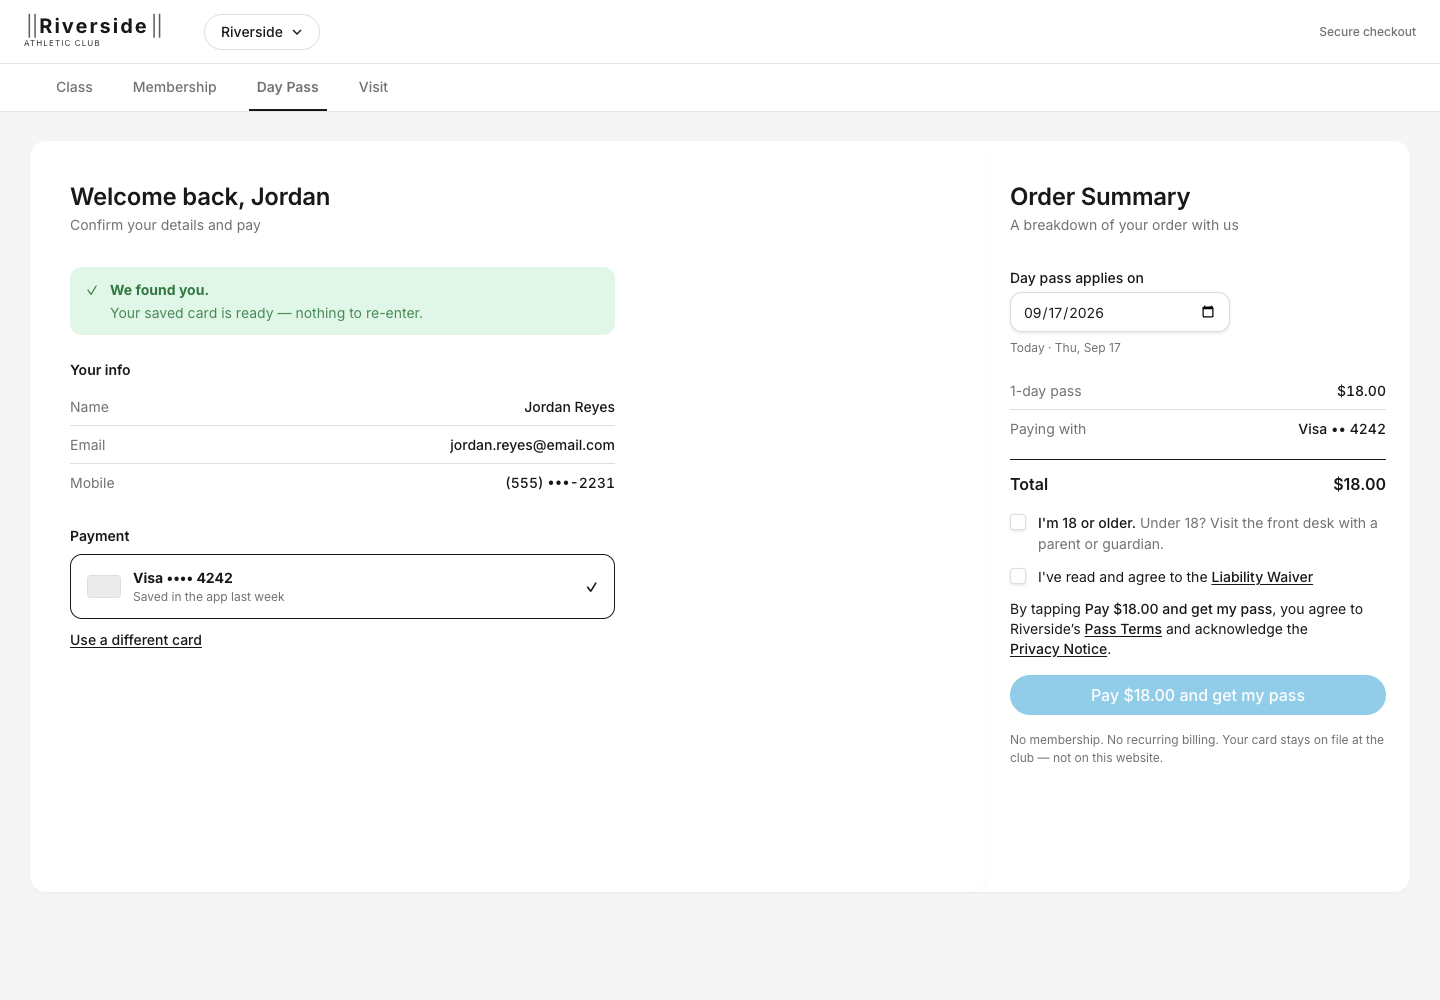 Riverside
ATHLETIC CLUB
Riverside
Secure checkout
Class
Membership
Day Pass
Visit
Welcome back, Jordan
Confirm your details and pay
We found you.
Your saved card is ready — nothing to re-enter.
Your info
Name
Jordan Reyes
Email
jordan.reyes@email.com
Mobile
(555) •••-2231
Payment
Visa •••• 4242
Saved in the app last week
Use a different card
Order Summary
A breakdown of your order with us
Day pass applies on
09/17/2026
Today · Thu, Sep 17
1-day pass
$18.00
Paying with
Visa •• 4242
Total
$18.00
I'm 18 or older. Under 18? Visit the front desk with a
parent or guardian.
I've read and agree to the Liability Waiver
By tapping Pay $18.00 and get my pass, you agree to
Riverside’s Pass Terms and acknowledge the
Privacy Notice.
Pay $18.00 and get my pass
No membership. No recurring billing. Your card stays on file at the
club — not on this website.